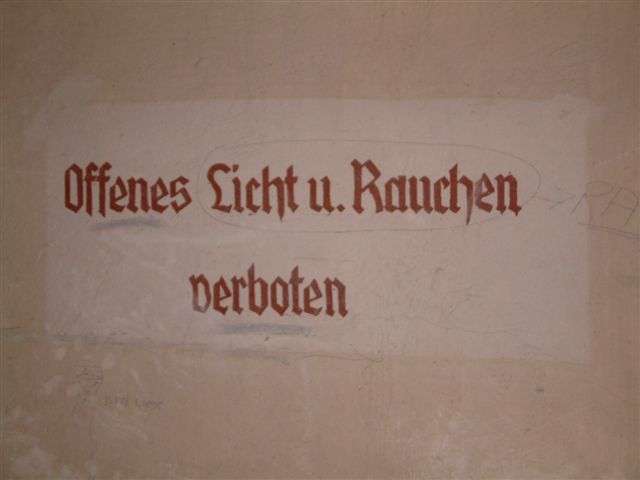 Offenes Licht u. Rauchen
verboten